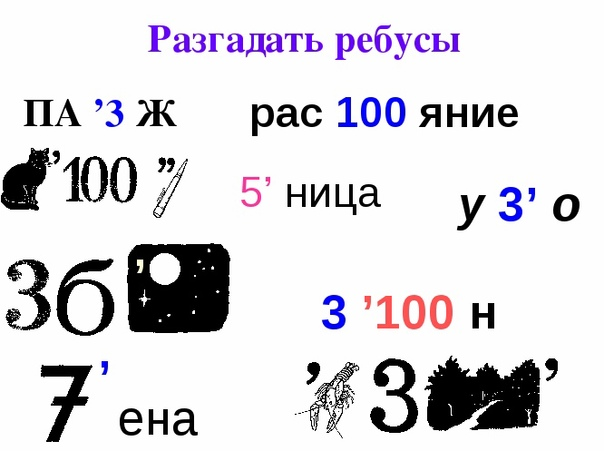 Разгадать ребусы
ПА ’3 Ж
рас 100 яние
’100 ”
5’ ница
у 3’ о
3б ’
3 ’100 н
7’ ена
’ 3 ’